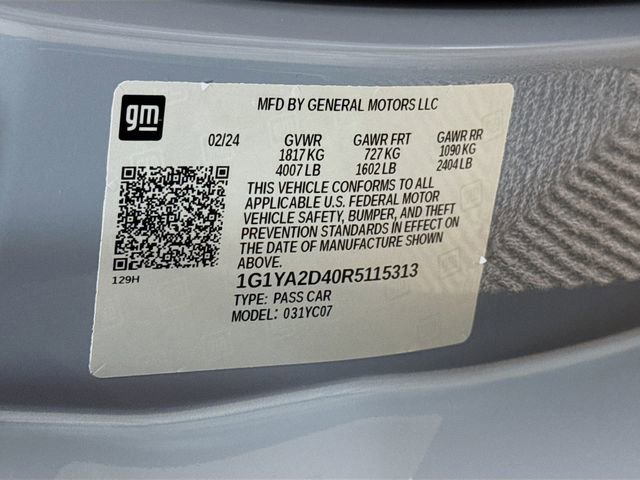 gm
MFD BY GENERAL MOTORS LLC
02/24 GVWR GAWR FRT GAWR RR
1817 KG 727 KG 1090 KG
4007 LB 1602 LB 2404 LB
THIS VEHICLE CONFORMS TO ALL
APPLICABLE U.S. FEDERAL MOTOR
VEHICLE SAFETY, BUMPER, AND THEFT
PREVENTION STANDARDS IN EFFECT ON
THE DATE OF MANUFACTURE SHOWN
ABOVE.
129H
1G1YA2D40R5115313
TYPE: PASS CAR
MODEL: 031YC07